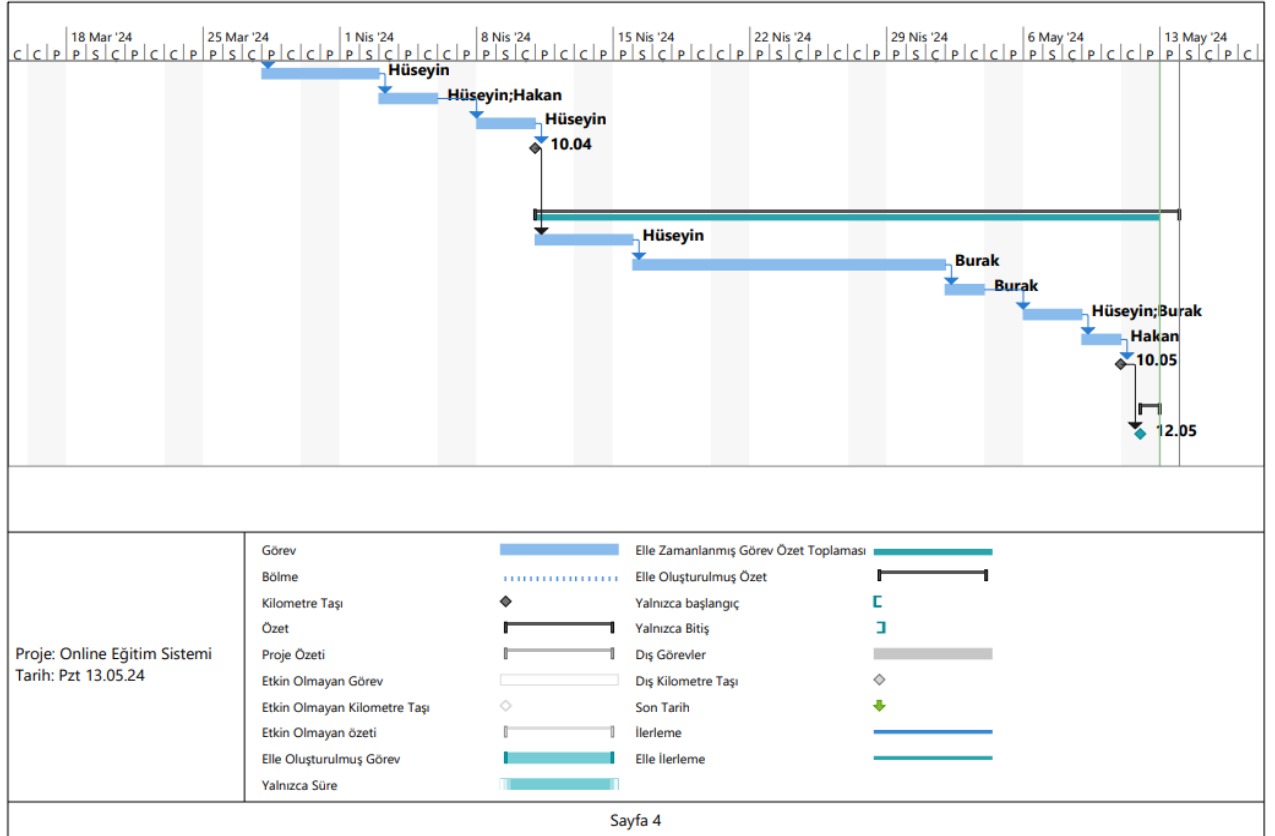 18 Mar '24 25 Mar '24 1 Nis '24 8 Nis '24 15 Nis '24 22 Nis '24 29 Nis '24 6 May '24 13 May '24
C C P P S Ç P C C P P S Ç P C C P P S Ç P C C P P S Ç P C C P P S Ç P C C P P S Ç P C C P P S Ç P C C P P S Ç P C C P P S Ç P C
Hüseyin
Hüseyin;Hakan
Hüseyin
10.04
Hüseyin
Burak
Burak
Hüseyin;Burak
Hakan
10.05
12.05
Proje: Online Eğitim Sistemi
Tarih: Pzt 13.05.24
Görev
Bölme
Kilometre Taşı
Özet
Proje Özeti
Etkin Olmayan Görev
Etkin Olmayan Kilometre Taşı
Etkin Olmayan özeti
Elle Oluşturulmuş Görev
Yalnızca Süre
Elle Zamanlanmış Görev Özet Toplaması
Elle Oluşturulmuş Özet
Yalnızca başlangıç
Yalnızca Bitiş
Dış Görevler
Dış Kilometre Taşı
Son Tarih
İlerleme
Elle İlerleme
Sayfa 4